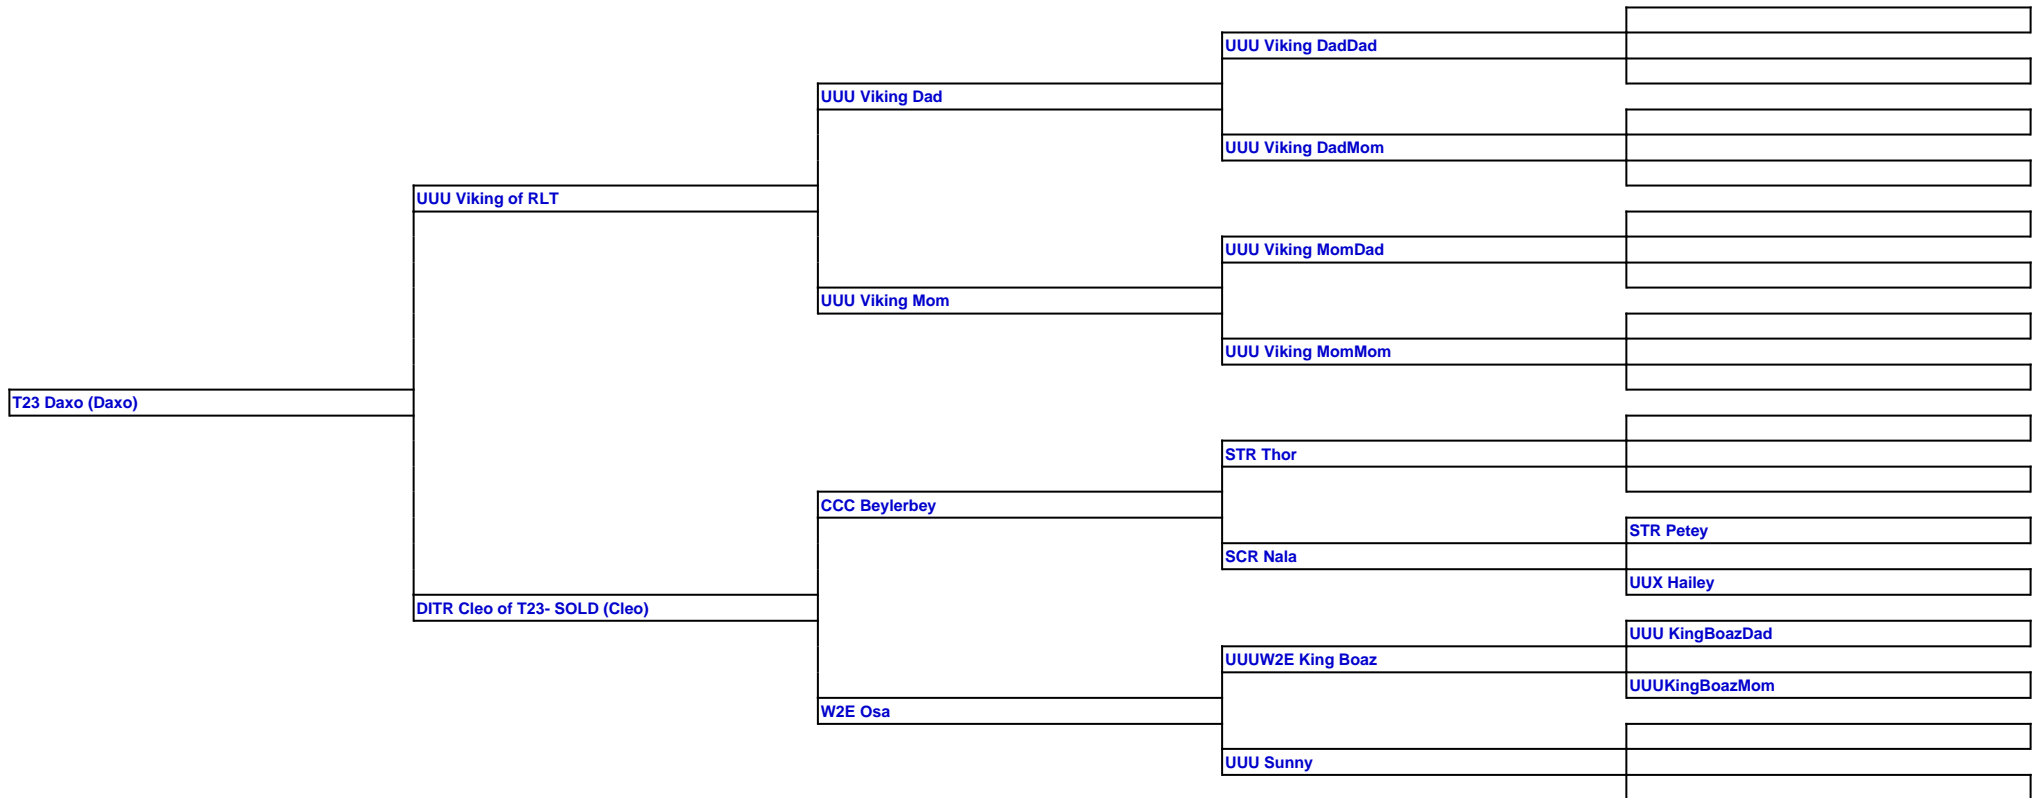 UUU Viking DadDad
UUU Viking Dad
UUU Viking DadMom
UUU Viking of RLT
UUU Viking MomDad
UUU Viking Mom
UUU Viking MomMom
T23 Daxo (Daxo)
STR Thor
CCC Beylerbey
STR Petey
SCR Nala
UUX Hailey
DITR Cleo of T23- SOLD (Cleo)
UUU KingBoazDad
UUUW2E King Boaz
UUUKingBoazMom
W2E Osa
UUU Sunny